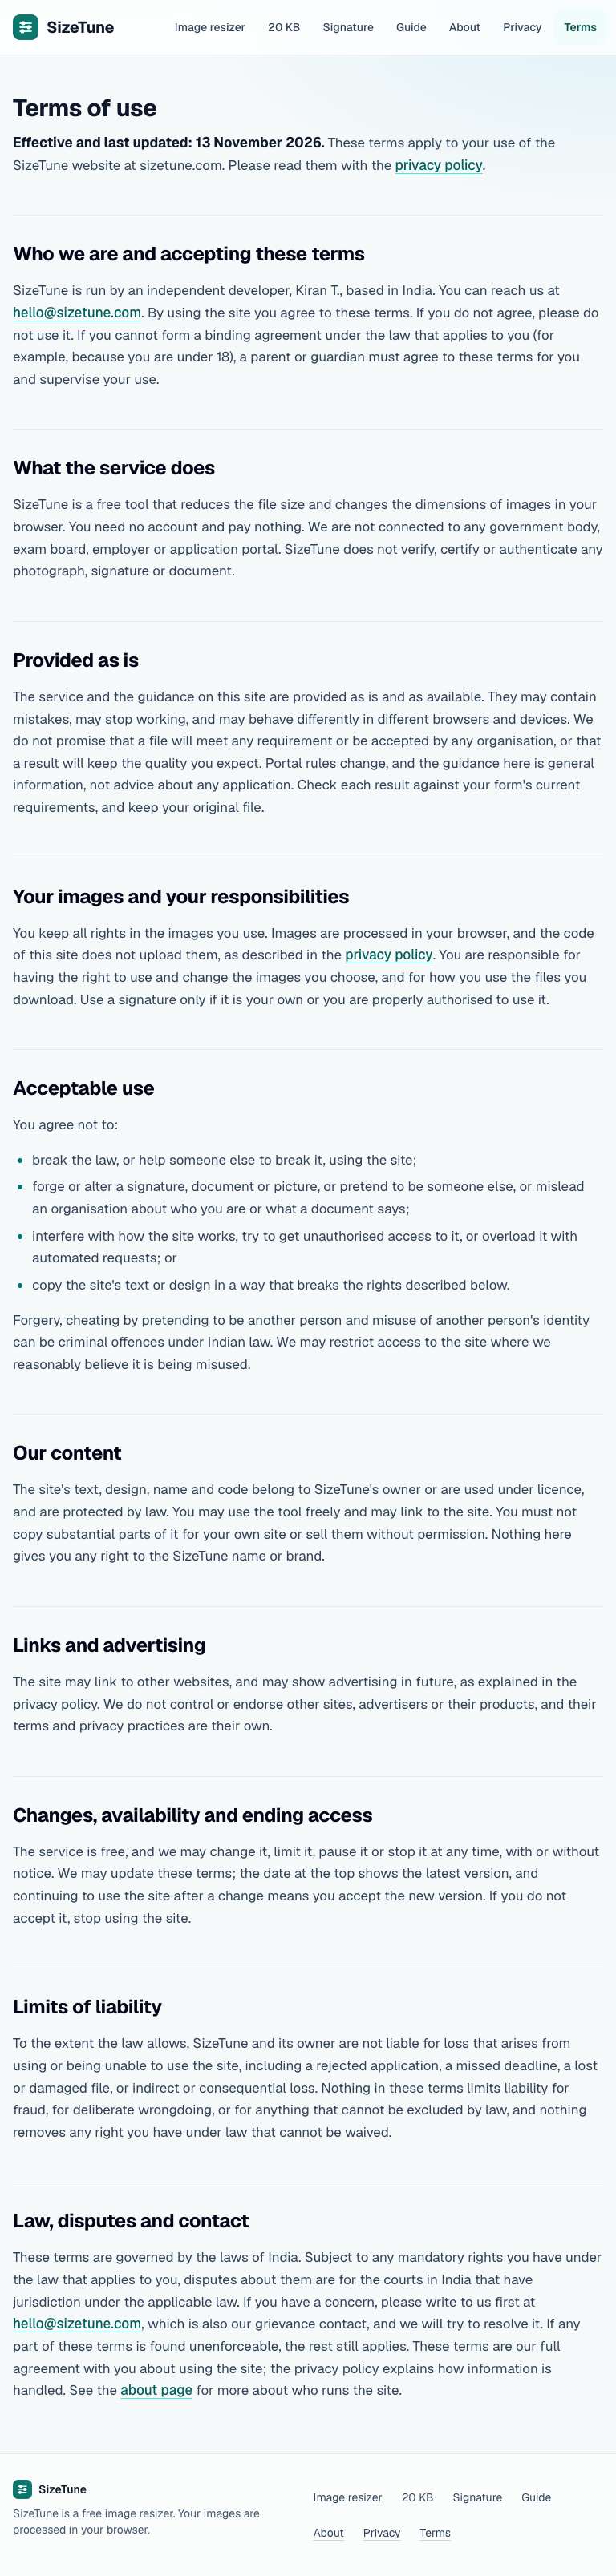 SizeTune
Image resizer 20 KB Signature Guide About Privacy Terms
Terms of use
Effective and last updated: 13 November 2026. These terms apply to your use of the
SizeTune website at sizetune.com. Please read them with the privacy policy.
Who we are and accepting these terms
SizeTune is run by an independent developer, Kiran T., based in India. You can reach us at
hello@sizetune.com. By using the site you agree to these terms. If you do not agree, please do
not use it. If you cannot form a binding agreement under the law that applies to you (for
example, because you are under 18), a parent or guardian must agree to these terms for you
and supervise your use.
What the service does
SizeTune is a free tool that reduces the file size and changes the dimensions of images in your
browser. You need no account and pay nothing. We are not connected to any government body,
exam board, employer or application portal. SizeTune does not verify, certify or authenticate any
photograph, signature or document.
Provided as is
The service and the guidance on this site are provided as is and as available. They may contain
mistakes, may stop working, and may behave differently in different browsers and devices. We
do not promise that a file will meet any requirement or be accepted by any organisation, or that
a result will keep the quality you expect. Portal rules change, and the guidance here is general
information, not advice about any application. Check each result against your form's current
requirements, and keep your original file.
Your images and your responsibilities
You keep all rights in the images you use. Images are processed in your browser, and the code
of this site does not upload them, as described in the privacy policy. You are responsible for
having the right to use and change the images you choose, and for how you use the files you
download. Use a signature only if it is your own or you are properly authorised to use it.
Acceptable use
You agree not to:
• break the law, or help someone else to break it, using the site;
• forge or alter a signature, document or picture, or pretend to be someone else, or mislead
an organisation about who you are or what a document says;
• interfere with how the site works, try to get unauthorised access to it, or overload it with
automated requests; or
• copy the site's text or design in a way that breaks the rights described below.
Forgery, cheating by pretending to be another person and misuse of another person's identity
can be criminal offences under Indian law. We may restrict access to the site where we
reasonably believe it is being misused.
Our content
The site's text, design, name and code belong to SizeTune's owner or are used under licence,
and are protected by law. You may use the tool freely and may link to the site. You must not
copy substantial parts of it for your own site or sell them without permission. Nothing here
gives you any right to the SizeTune name or brand.
Links and advertising
The site may link to other websites, and may show advertising in future, as explained in the
privacy policy. We do not control or endorse other sites, advertisers or their products, and their
terms and privacy practices are their own.
Changes, availability and ending access
The service is free, and we may change it, limit it, pause it or stop it at any time, with or without
notice. We may update these terms; the date at the top shows the latest version, and
continuing to use the site after a change means you accept the new version. If you do not
accept it, stop using the site.
Limits of liability
To the extent the law allows, SizeTune and its owner are not liable for loss that arises from
using or being unable to use the site, including a rejected application, a missed deadline, a lost
or damaged file, or indirect or consequential loss. Nothing in these terms limits liability for
fraud, for deliberate wrongdoing, or for anything that cannot be excluded by law, and nothing
removes any right you have under law that cannot be waived.
Law, disputes and contact
These terms are governed by the laws of India. Subject to any mandatory rights you have under
the law that applies to you, disputes about them are for the courts in India that have
jurisdiction under the applicable law. If you have a concern, please write to us first at
hello@sizetune.com, which is also our grievance contact, and we will try to resolve it. If any
part of these terms is found unenforceable, the rest still applies. These terms are our full
agreement with you about using the site; the privacy policy explains how information is
handled. See the about page for more about who runs the site.
SizeTune
SizeTune is a free image resizer. Your images are
processed in your browser.
Image resizer 20 KB Signature Guide
About Privacy Terms